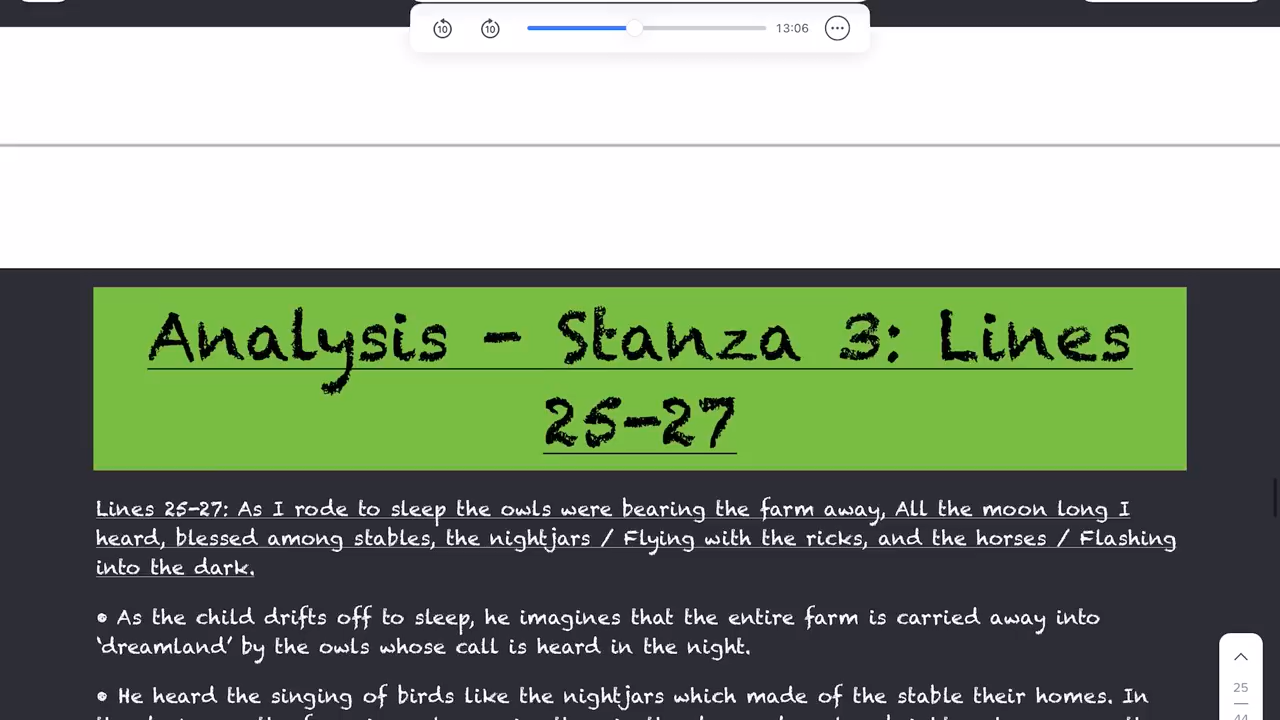 10 10 13:06
Analysis - Stanza 3: Lines
25-27
Lines 25-27: As I rode to sleep the owls were bearing the farm away, All the moon long I
heard, blessed among stables, the nightjars / Flying with the ricks, and the horses / Flashing
into the dark.
• As the child drifts off to sleep, he imagines that the entire farm is carried away into
'dreamland' by the owls whose call is heard in the night.
• He heard the singing of birds like the nightjars which made of the stable their homes. In
25